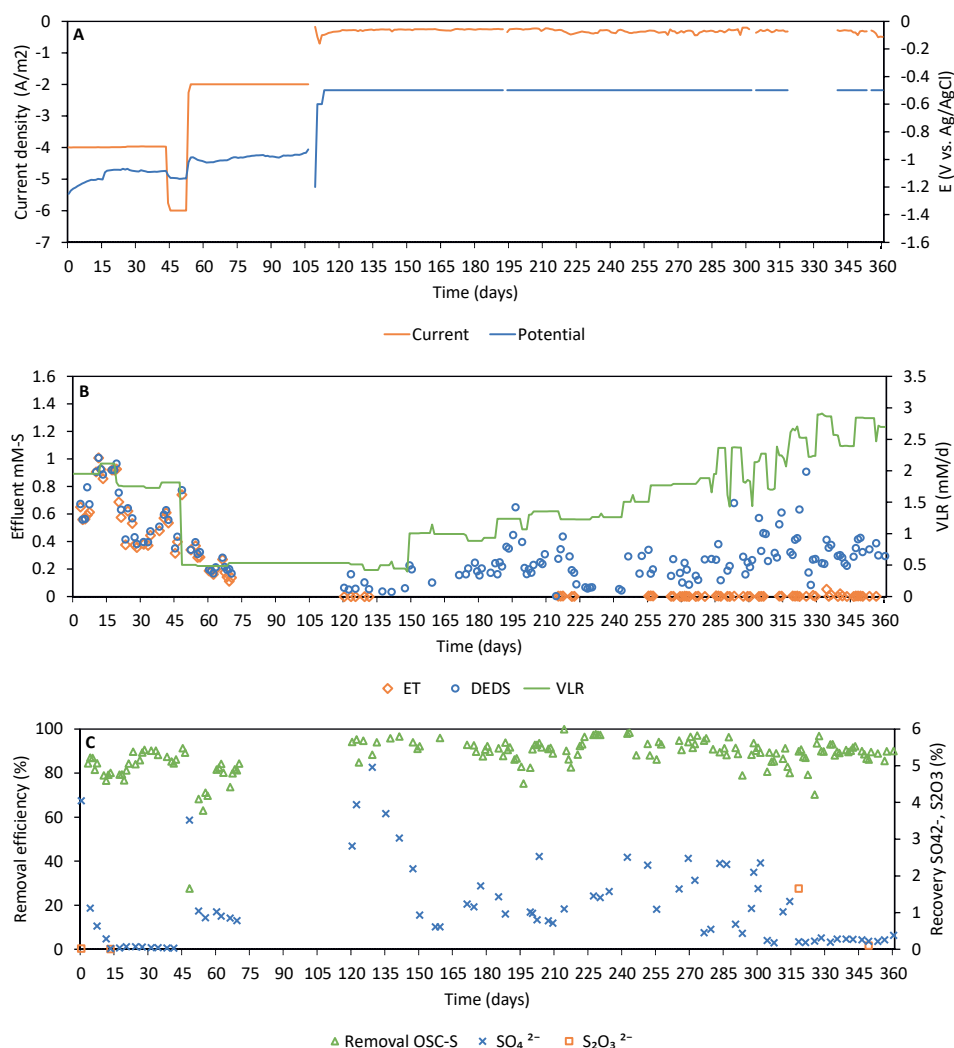 A
0
-1
-2
-3
-4
-5
-6
-7
Current density (A/m2)
0
-0.2
-0.4
-0.6
-0.8
-1
-1.2
-1.4
-1.6
E (V vs. Ag/AgCl)
0 15 30 45 60 75 90 105 120 135 150 165 180 195 210 225 240 255 270 285 300 315 330 345 360
Time (days)
Current Potential
B
1.6
1.4
1.2
1
0.8
0.6
0.4
0.2
0
Effluent mM-S
3.5
3
2.5
2
1.5
1
0.5
0
VLR (mM/d)
0 15 30 45 60 75 90 105 120 135 150 165 180 195 210 225 240 255 270 285 300 315 330 345 360
Time (days)
ET DEDS VLR
C
100
80
60
40
20
0
Removal efficiency (%)
6
5
4
3
2
1
0
Recovery SO42-, S2O3 (%)
0 15 30 45 60 75 90 105 120 135 150 165 180 195 210 225 240 255 270 285 300 315 330 345 360
Time (days)
Removal OSC-S SO₄ ²⁻ S₂O₃ ²⁻